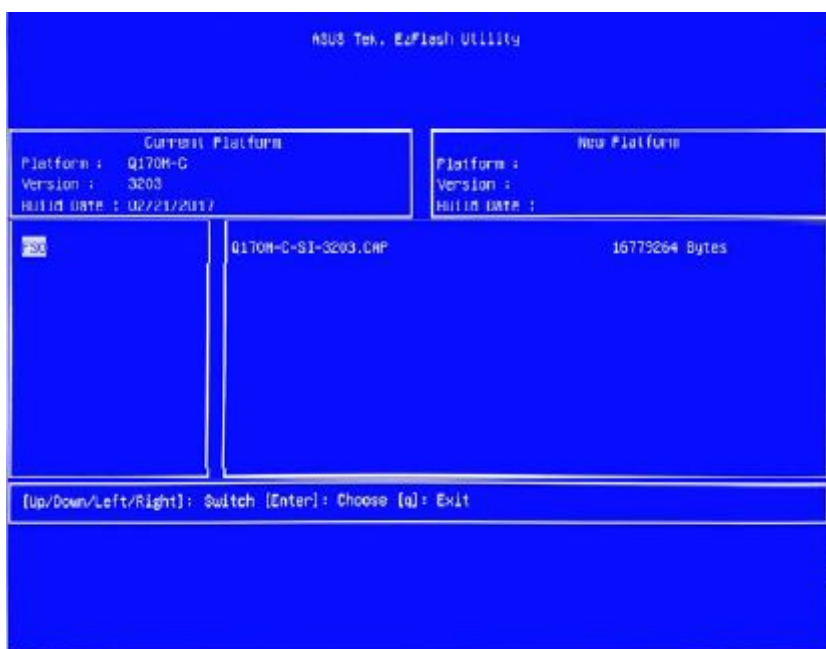 ASUS Tek. EzFlash Utility
Current Platform
Platform : Q170M-C
Version : 3203
Build Date : 02/21/2017
New Platform
Platform :
Version :
Build Date :
FS0
Q170M-C-SI-3203.CAP 16779264 Bytes
[Up/Down/Left/Right]: Switch [Enter]: Choose [q]: Exit